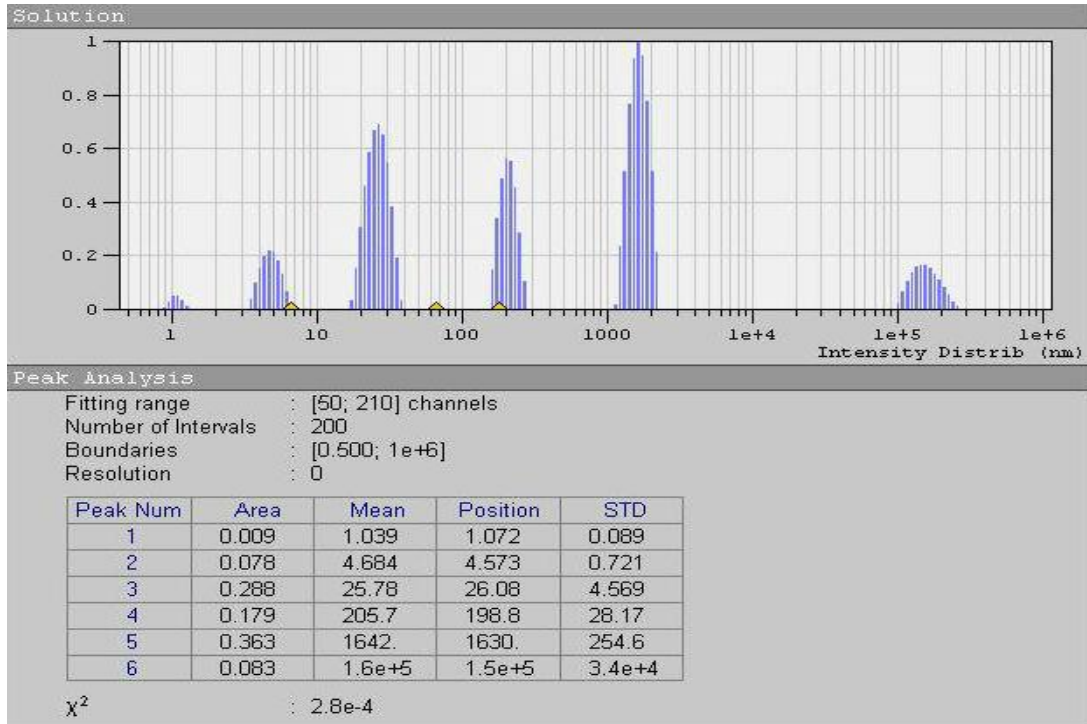 Solution
1
0.8
0.6
0.4
0.2
0
1 10 100 1000 1e+4 1e+5 1e+6
Intensity Distrib (nm)
Peak Analysis
Fitting range : [50; 210] channels
Number of Intervals : 200
Boundaries : [0.500; 1e+6]
Resolution : 0
Peak Num Area Mean Position STD
1 0.009 1.039 1.072 0.089
2 0.078 4.684 4.573 0.721
3 0.288 25.78 26.08 4.569
4 0.179 205.7 198.8 28.17
5 0.363 1642. 1630. 254.6
6 0.083 1.6e+5 1.5e+5 3.4e+4
χ² : 2.8e-4